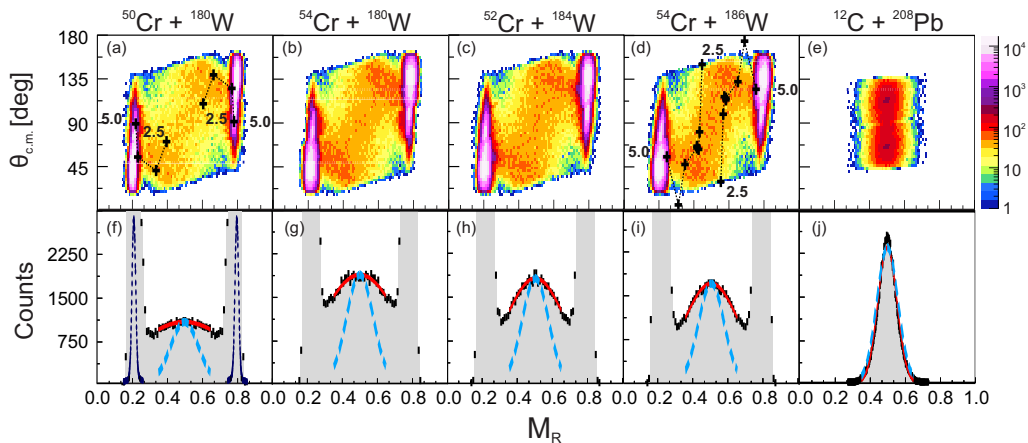 ⁵⁰Cr + ¹⁸⁰W ⁵⁴Cr + ¹⁸⁰W ⁵²Cr + ¹⁸⁴W ⁵⁴Cr + ¹⁸⁶W ¹²C + ²⁰⁸Pb
180 (a) (b) (c) (d) (e) 10⁴
135 2.5 10³
5.0 2.5 2.5 5.0 5.0
θc.m. [deg] 90 10²
45 5.0 2.5 10
1
(f) (g) (h) (i) (j)
2250
Counts 1500
750
0.0 0.2 0.4 0.6 0.8 0.0 0.2 0.4 0.6 0.8 0.0 0.2 0.4 0.6 0.8 0.0 0.2 0.4 0.6 0.8 0.0 0.2 0.4 0.6 0.8 1.0
MR